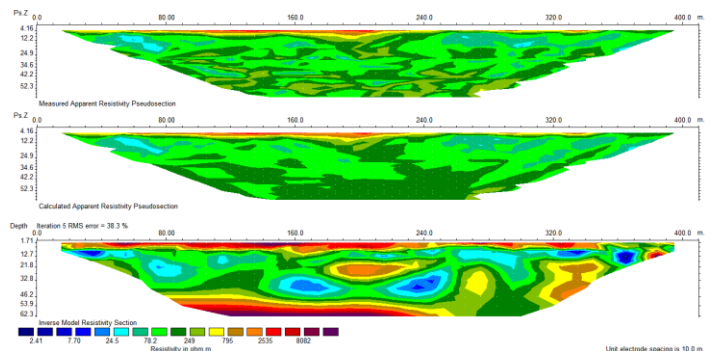 Ps.Z 0.0 80.00 160.0 240.0 320.0 400.0 m.
4.16
12.2
24.9
34.6
42.2
52.3
Measured Apparent Resistivity Pseudosection
Ps.Z 0.0 80.00 160.0 240.0 320.0 400.0 m.
4.16
12.2
24.9
34.6
42.2
52.3
Calculated Apparent Resistivity Pseudosection
Depth Iteration 5 RMS error = 38.3 %
0.0 80.00 160.0 240.0 320.0 400.0 m.
1.71
12.7
21.8
32.8
46.2
53.9
62.3
Inverse Model Resistivity Section
2.41 7.70 24.5 78.2 249 795 2535 8082
Resistivity in ohm.m
Unit electrode spacing is 10.0 m.